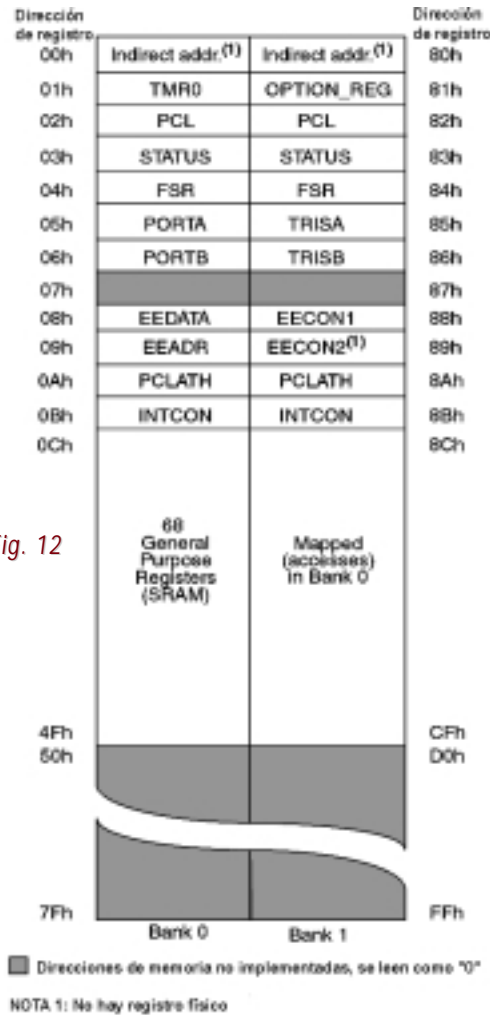 Dirección de registro
Dirección de registro
00h Indirect addr.(1) Indirect addr.(1) 80h
01h TMR0 OPTION_REG 81h
02h PCL PCL 82h
03h STATUS STATUS 83h
04h FSR FSR 84h
05h PORTA TRISA 85h
06h PORTB TRISB 86h
07h 87h
08h EEDATA EECON1 88h
09h EEADR EECON2(1) 89h
0Ah PCLATH PCLATH 8Ah
0Bh INTCON INTCON 8Bh
0Ch 8Ch
ig. 12
68
General
Purpose
Registers
(SRAM)
Mapped
(accesses)
in Bank 0
4Fh CFh
50h D0h
7Fh FFh
Bank 0 Bank 1
Direcciones de memoria no implementadas, se leen como "0"
NOTA 1: No hay registro físico